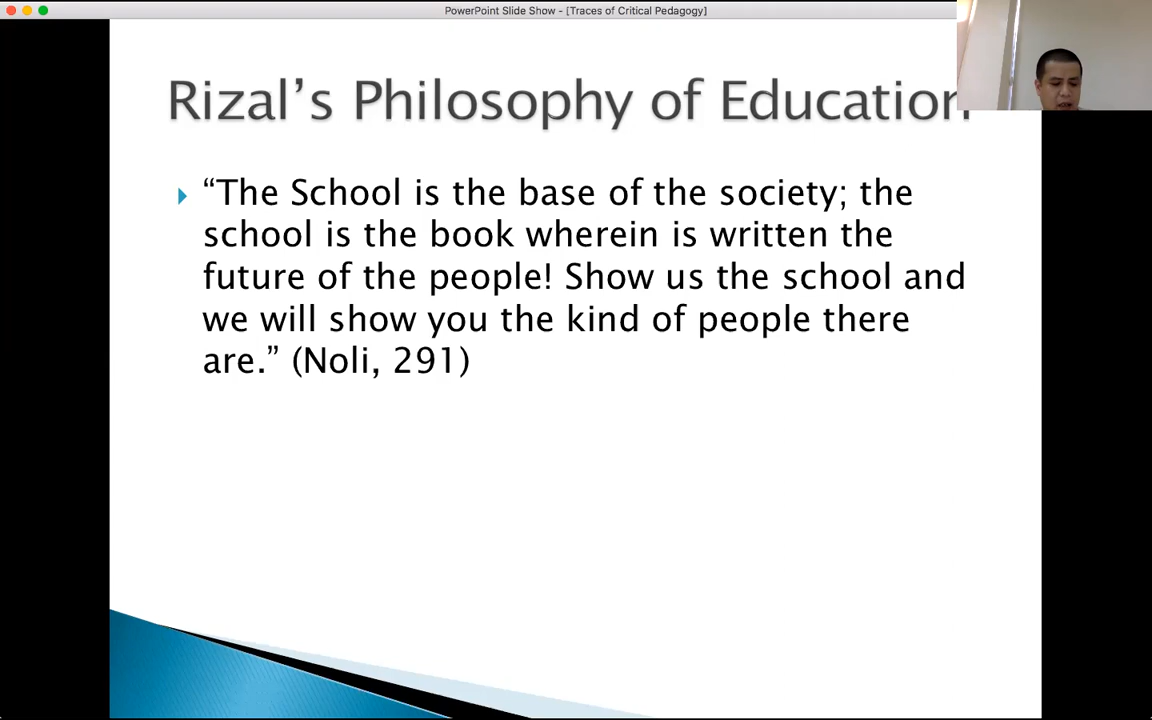 PowerPoint Slide Show - [Traces of Critical Pedagogy]
Rizal’s Philosophy of Education
“The School is the base of the society; the
school is the book wherein is written the
future of the people! Show us the school and
we will show you the kind of people there
are.” (Noli, 291)